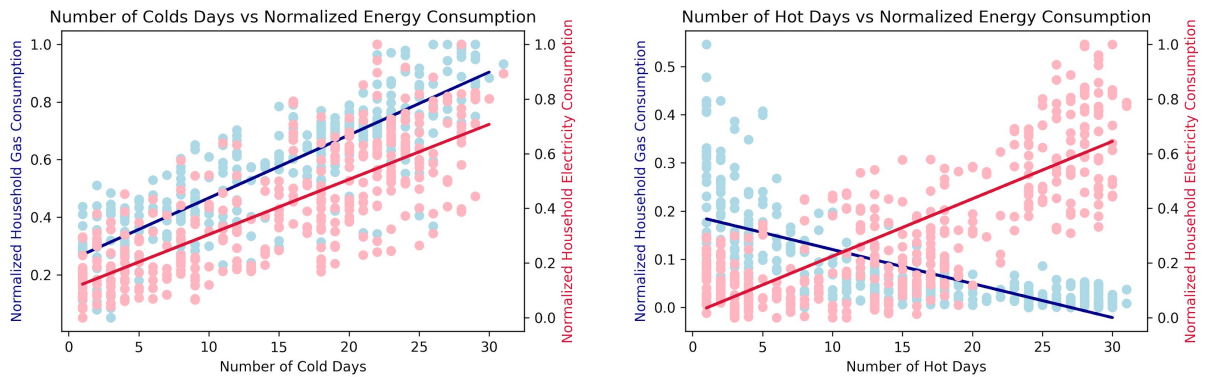 Number of Colds Days vs Normalized Energy Consumption
Normalized Household Gas Consumption
1.0
0.8
0.6
0.4
0.2
1.0
0.8
0.6
0.4
0.2
0.0
Normalized Household Electricity Consumption
0 5 10 15 20 25 30
Number of Cold Days
Number of Hot Days vs Normalized Energy Consumption
Normalized Household Gas Consumption
0.5
0.4
0.3
0.2
0.1
0.0
1.0
0.8
0.6
0.4
0.2
0.0
Normalized Household Electricity Consumption
0 5 10 15 20 25 30
Number of Hot Days